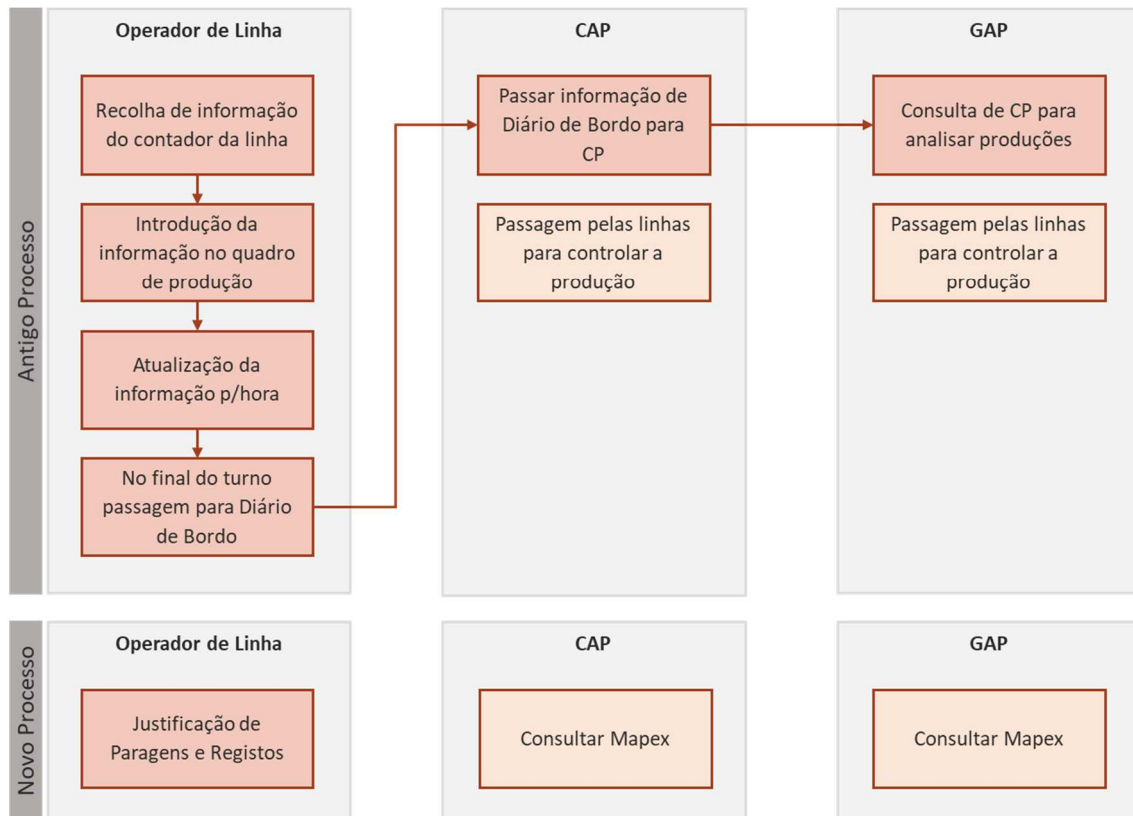 Antigo Processo
Operador de Linha
Recolha de informação
do contador da linha
Introdução da
informação no quadro
de produção
Atualização da
informação p/hora
No final do turno
passagem para Diário
de Bordo
CAP
Passar informação de
Diário de Bordo para
CP
Passagem pelas linhas
para controlar a
produção
GAP
Consulta de CP para
analisar produções
Passagem pelas linhas
para controlar a
produção
Novo Processo
Operador de Linha
Justificação de
Paragens e Registos
CAP
Consultar Mapex
GAP
Consultar Mapex